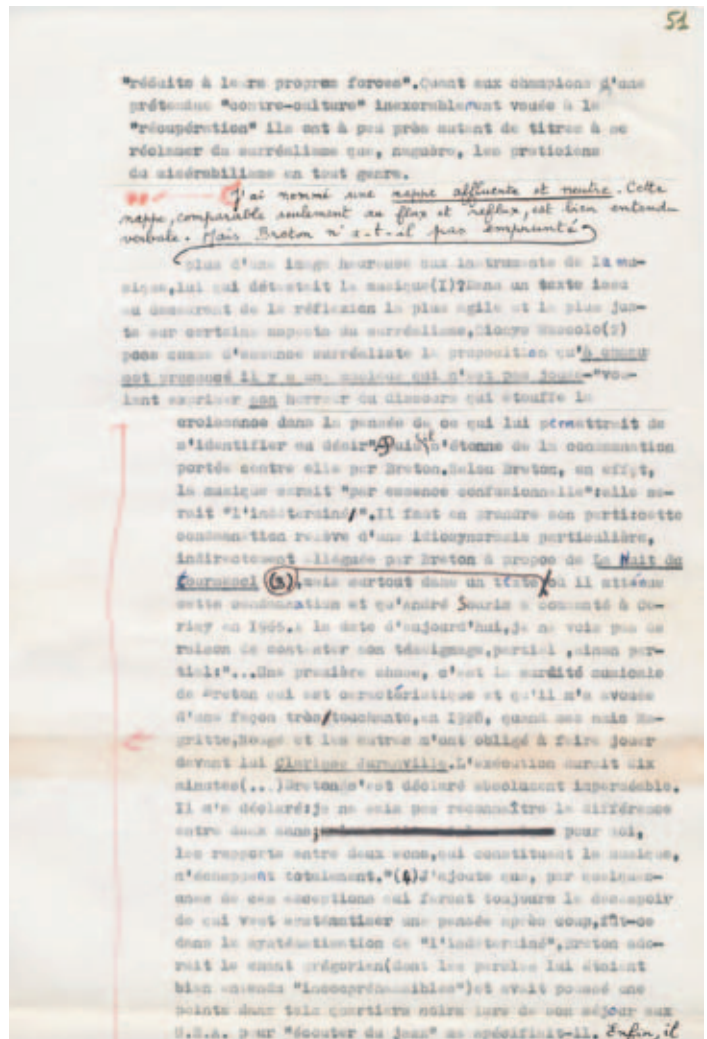 51
"réduits à leurs propres forces".Quant aux champions d'une
prétendue "contre-culture" inexorablement vouée à la
"récupération" ils ont à peu près autant de titres à se
réclamer du surréalisme que, naguère, les praticiens
du misérabilisme en tout genre.
J'ai nommé une nappe affluente et neutre. Cette
nappe, comparable seulement au flux et reflux, est bien entendu
verbale. Mais Breton n'a-t-il pas emprunté
plus d'une image heureuse aux instruments de la mu-
sique,lui qui détestait la musique(I)?Dans un texte issu
au demeurant de la réflexion la plus agile et la plus jus-
te sur certains aspects du surréalisme,Dionys Mascolo(2)
pose comme d'essence surréaliste la proposition qu'à chaque
est prononcé il y a une musique qui n'est pas jouée-"vou-
lant exprimer son horreur du discours qui étouffe la
croissance dans la pensée de ce qui lui permettrait de
s'identifier au désir".Puis il s'étonne de la condamnation
portée contre elle par Breton.Selon Breton, en effet,
la musique serait "par essence confusionnelle":elle se-
rait "l'indéterminé".Il faut en prendre son parti:cette
condamnation relève d'une idiosyncrasie particulière,
indirectement alléguée par Breton à propos de La Nuit du
Tournesol (3),mais surtout dans un texte où il atténue
cette condamnation et qu'andré Souris a commenté à Ce-
risy en 1966.A la date d'aujourd'hui,je ne vois pas de
raison de contester son témoignage,partiel ,sinon par-
tial:"...Une première chose, c'est la surdité musicale
de Breton qui est caractéristique et qu'il m'a avouée
d'une façon très touchante,en 1928, quand mes amis Ma-
gritte,Nougé et les autres m'ont obligé à faire jouer
devant lui Clarisse Juranville.L'exécution durait dix
minutes(...)Breton s'est déclaré absolument imperméable.
Il m'a déclaré:je ne sais pas reconnaître la différence
entre deux sons; pour moi,
les rapports entre deux sons,qui constituent la musique,
m'échappent totalement."(4)J'ajoute que, par quelqu'-
une de ces exceptions qui feront toujours le désespoir
de qui veut systématiser une pensée après coup,fût-ce
dans la systématisation de "l'indéterminé",Breton ado-
rait le chant grégorien(dont les paroles lui étaient
bien entendu "incompréhensibles")et avait poussé une
pointe dans tels quartiers noirs lors de son séjour aux
U.S.A. pour "écouter du jazz" me spécifiait-il. Enfin, il